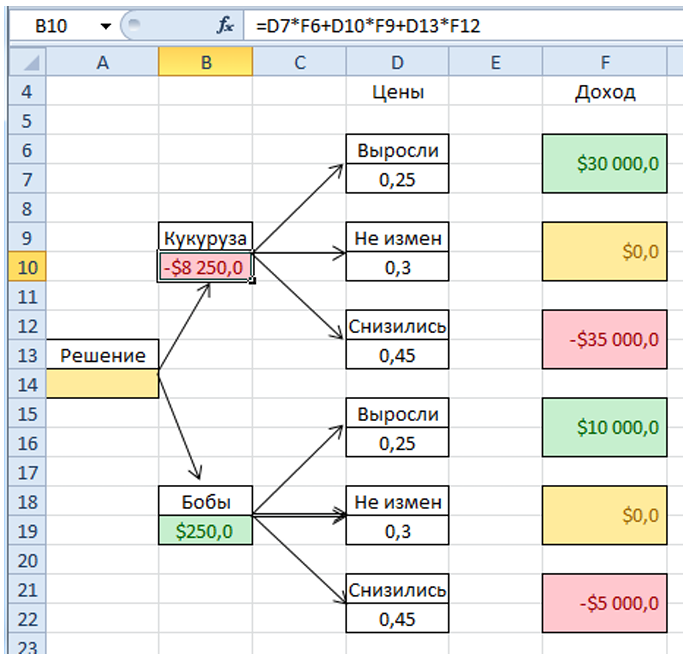 B10 fx =D7*F6+D10*F9+D13*F12
A B C D E F
4 Цены Доход
5
6 Выросли $30 000,0
7 0,25
8
9 Кукуруза Не измен $0,0
10 -$8 250,0 0,3
11
12 Снизились -$35 000,0
13 Решение 0,45
14
15 Выросли $10 000,0
16 0,25
17
18 Бобы Не измен $0,0
19 $250,0 0,3
20
21 Снизились -$5 000,0
22 0,45
23